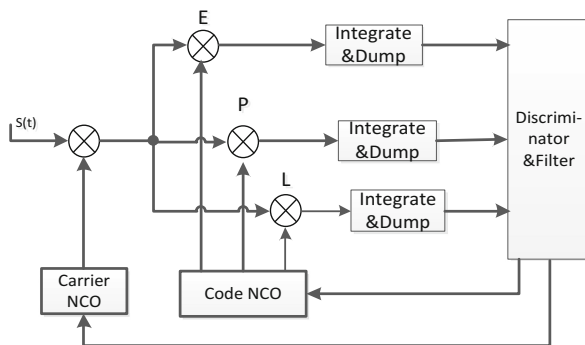 E
Integrate
&Dump
S(t)
P
Integrate
&Dump
Discrimi-
nator
&Filter
L
Integrate
&Dump
Carrier
NCO
Code NCO